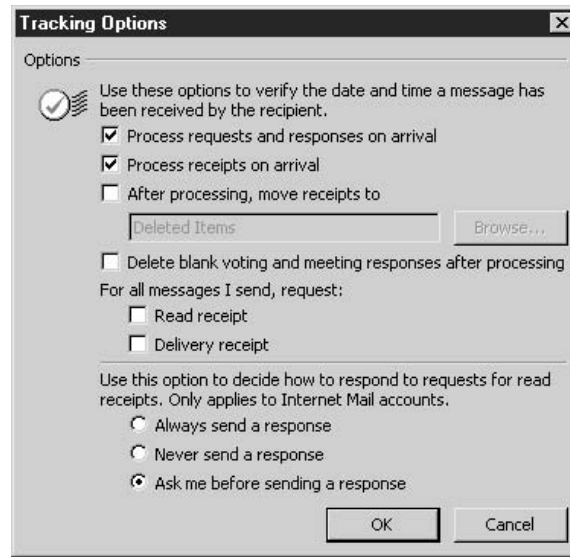 Tracking Options
Options
Use these options to verify the date and time a message has
been received by the recipient.
Process requests and responses on arrival
Process receipts on arrival
After processing, move receipts to
Deleted Items
Browse...
Delete blank voting and meeting responses after processing
For all messages I send, request:
Read receipt
Delivery receipt
Use this option to decide how to respond to requests for read
receipts. Only applies to Internet Mail accounts.
Always send a response
Never send a response
Ask me before sending a response
OK
Cancel